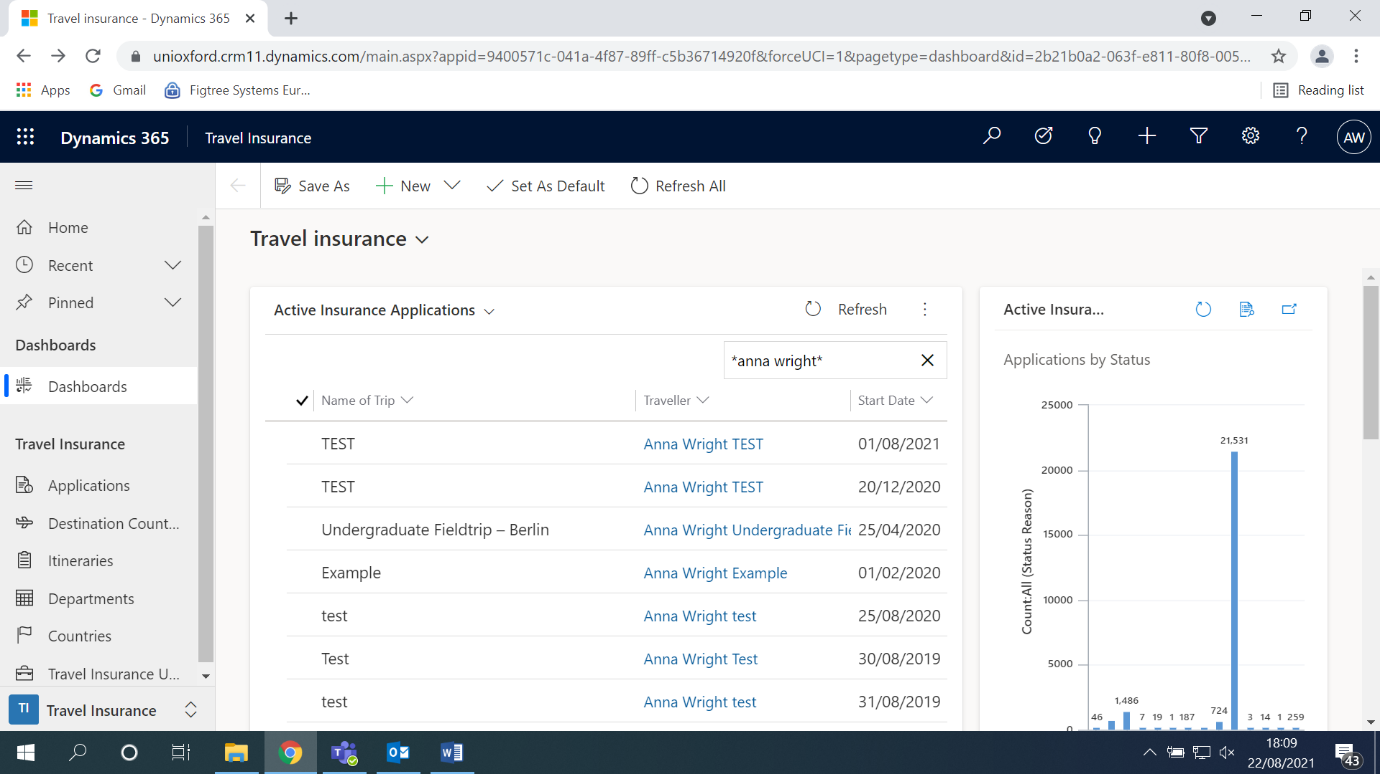 Travel insurance - Dynamics 365
unioxford.crm11.dynamics.com/main.aspx?appid=9400571c-041a-4f87-89ff-c5b36714920f&forceUCI=1&pagetype=dashboard&id=2b21b0a2-063f-e811-80f8-005...
Apps Gmail Figtree Systems Eur... Reading list
Dynamics 365 Travel Insurance AW
Save As New Set As Default Refresh All
Home
Recent
Pinned
Dashboards
Dashboards
Travel Insurance
Applications
Destination Count...
Itineraries
Departments
Countries
Travel Insurance U...
TI Travel Insurance
Travel insurance
Active Insurance Applications Refresh
*anna wright*
Name of Trip Traveller Start Date
TEST Anna Wright TEST 01/08/2021
TEST Anna Wright TEST 20/12/2020
Undergraduate Fieldtrip – Berlin Anna Wright Undergraduate Fie 25/04/2020
Example Anna Wright Example 01/02/2020
test Anna Wright test 25/08/2020
Test Anna Wright Test 30/08/2019
test Anna Wright test 31/08/2019
Active Insura...
Applications by Status
Count:All (Status Reason)
25000
20000
15000
10000
5000
0
46 1,486 7 19 1 187 724 21,531 3 14 1 259
18:09
22/08/2021
43